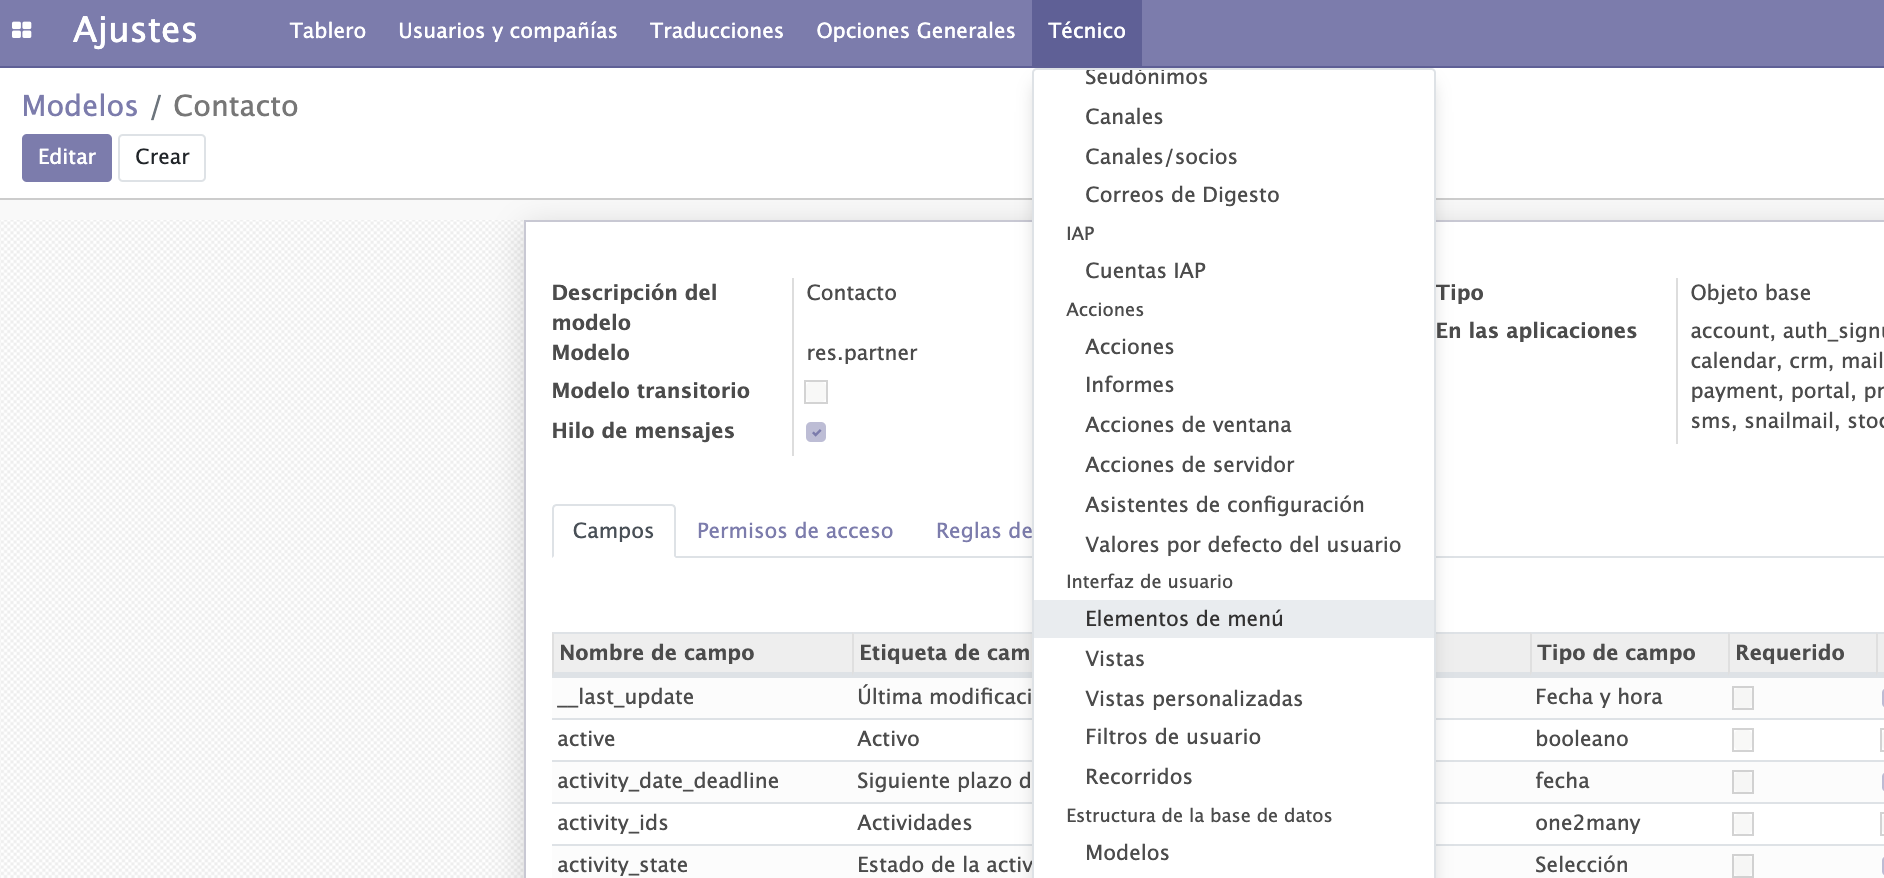 Ajustes Tablero Usuarios y compañías Traducciones Opciones Generales Técnico
Modelos / Contacto
Editar Crear
Seudónimos
Canales
Canales/socios
Correos de Digesto
IAP
Cuentas IAP
Acciones
Acciones
Informes
Acciones de ventana
Acciones de servidor
Asistentes de configuración
Valores por defecto del usuario
Interfaz de usuario
Elementos de menú
Vistas
Vistas personalizadas
Filtros de usuario
Recorridos
Estructura de la base de datos
Modelos
Descripción del modelo Contacto
Modelo res.partner
Modelo transitorio
Hilo de mensajes
Tipo Objeto base
En las aplicaciones account, auth_signu
calendar, crm, mail
payment, portal, pr
sms, snailmail, stoc
Campos Permisos de acceso Reglas de
Nombre de campo Etiqueta de cam Tipo de campo Requerido
__last_update Última modificaci Fecha y hora
active Activo booleano
activity_date_deadline Siguiente plazo d fecha
activity_ids Actividades one2many
activity_state Estado de la activ Selección